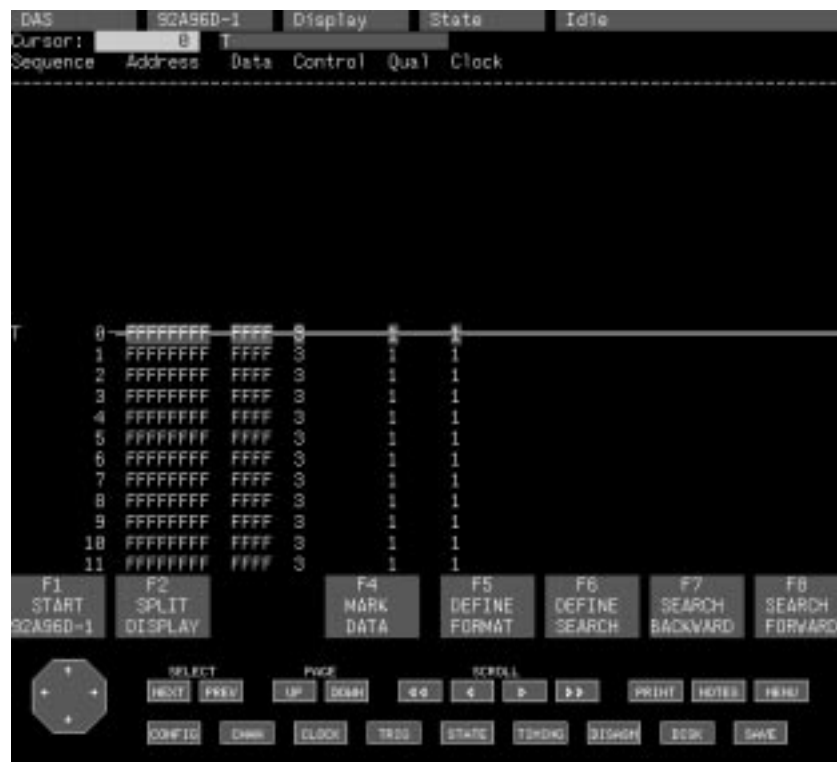 DAS 92A96D-1 Display State Idle
Cursor: 0 T
Sequence Address Data Control Qual Clock
T 0 FFFFFFFF FFFF 3 1 1
1 FFFFFFFF FFFF 3 1 1
2 FFFFFFFF FFFF 3 1 1
3 FFFFFFFF FFFF 3 1 1
4 FFFFFFFF FFFF 3 1 1
5 FFFFFFFF FFFF 3 1 1
6 FFFFFFFF FFFF 3 1 1
7 FFFFFFFF FFFF 3 1 1
8 FFFFFFFF FFFF 3 1 1
9 FFFFFFFF FFFF 3 1 1
10 FFFFFFFF FFFF 3 1 1
11 FFFFFFFF FFFF 3 1 1
F1 F2 F4 F5 F6 F7 F8
START SPLIT MARK DEFINE DEFINE SEARCH SEARCH
92A96D-1 DISPLAY DATA FORMAT SEARCH BACKWARD FORWARD
SELECT PAGE SCROLL
NEXT PREV UP DOWN PRINT NOTES MENU
CONFIG CHAN CLOCK TRIG STATE TIMING DISASM DISK SAVE